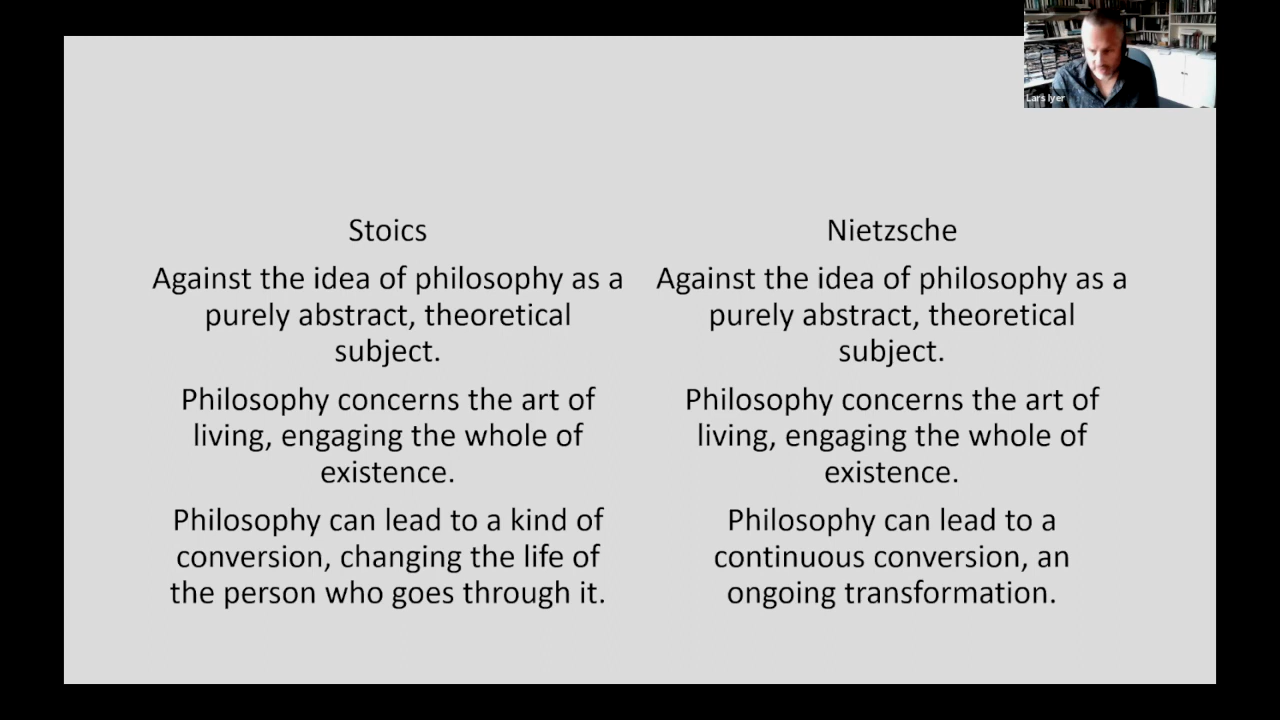 Lars Iyer
Stoics
Against the idea of philosophy as a
purely abstract, theoretical
subject.
Philosophy concerns the art of
living, engaging the whole of
existence.
Philosophy can lead to a kind of
conversion, changing the life of
the person who goes through it.
Nietzsche
Against the idea of philosophy as a
purely abstract, theoretical
subject.
Philosophy concerns the art of
living, engaging the whole of
existence.
Philosophy can lead to a
continuous conversion, an
ongoing transformation.